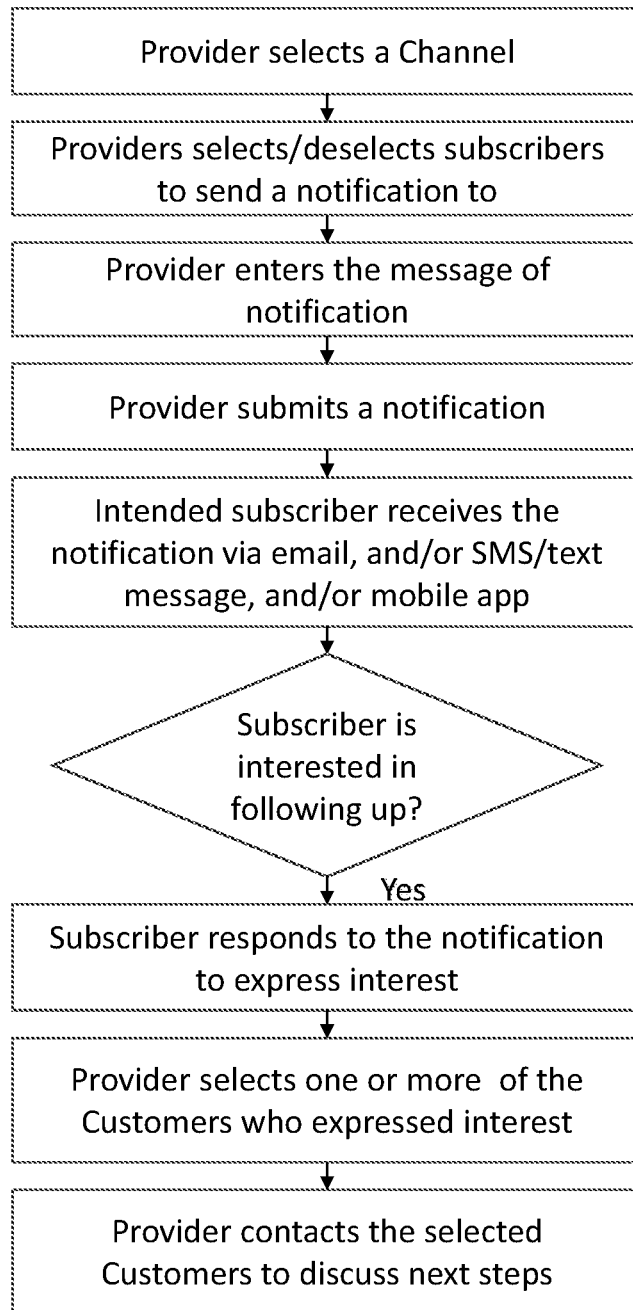 Provider selects a Channel
Providers selects/deselects subscribers
to send a notification to
Provider enters the message of
notification
Provider submits a notification
Intended subscriber receives the
notification via email, and/or SMS/text
message, and/or mobile app
Subscriber is
interested in
following up?
Yes
Subscriber responds to the notification
to express interest
Provider selects one or more  of the
Customers who expressed interest
Provider contacts the selected
Customers to discuss next steps